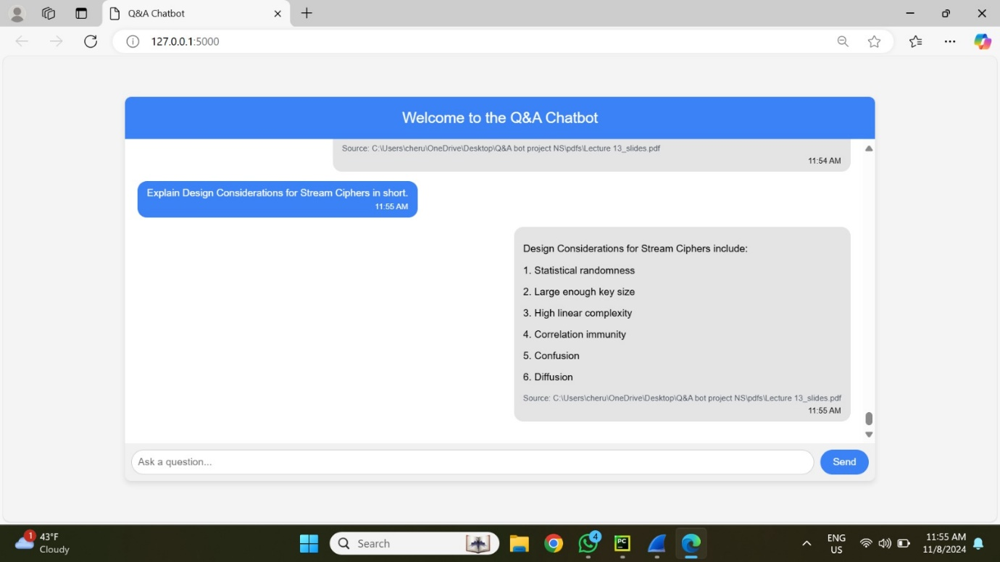 Q&A Chatbot
127.0.0.1:5000
Welcome to the Q&A Chatbot
Source: C:\Users\cheru\OneDrive\Desktop\Q&A bot project NS\pdfs\Lecture 13_slides.pdf
11:54 AM
Explain Design Considerations for Stream Ciphers in short.
11:55 AM
Design Considerations for Stream Ciphers include:
1. Statistical randomness
2. Large enough key size
3. High linear complexity
4. Correlation immunity
5. Confusion
6. Diffusion
Source: C:\Users\cheru\OneDrive\Desktop\Q&A bot project NS\pdfs\Lecture 13_slides.pdf
11:55 AM
Ask a question...
Send
1
43°F
Cloudy
Search
4
PC
ENG
US
11:55 AM
11/8/2024